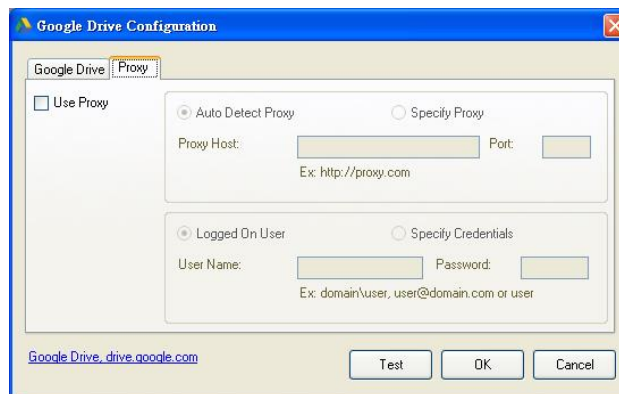 Google Drive Configuration
Google Drive Proxy
Use Proxy
Auto Detect Proxy Specify Proxy
Proxy Host: Port:
Ex: http://proxy.com
Logged On User Specify Credentials
User Name: Password:
Ex: domain\user, user@domain.com or user
Google Drive, drive.google.com
Test OK Cancel